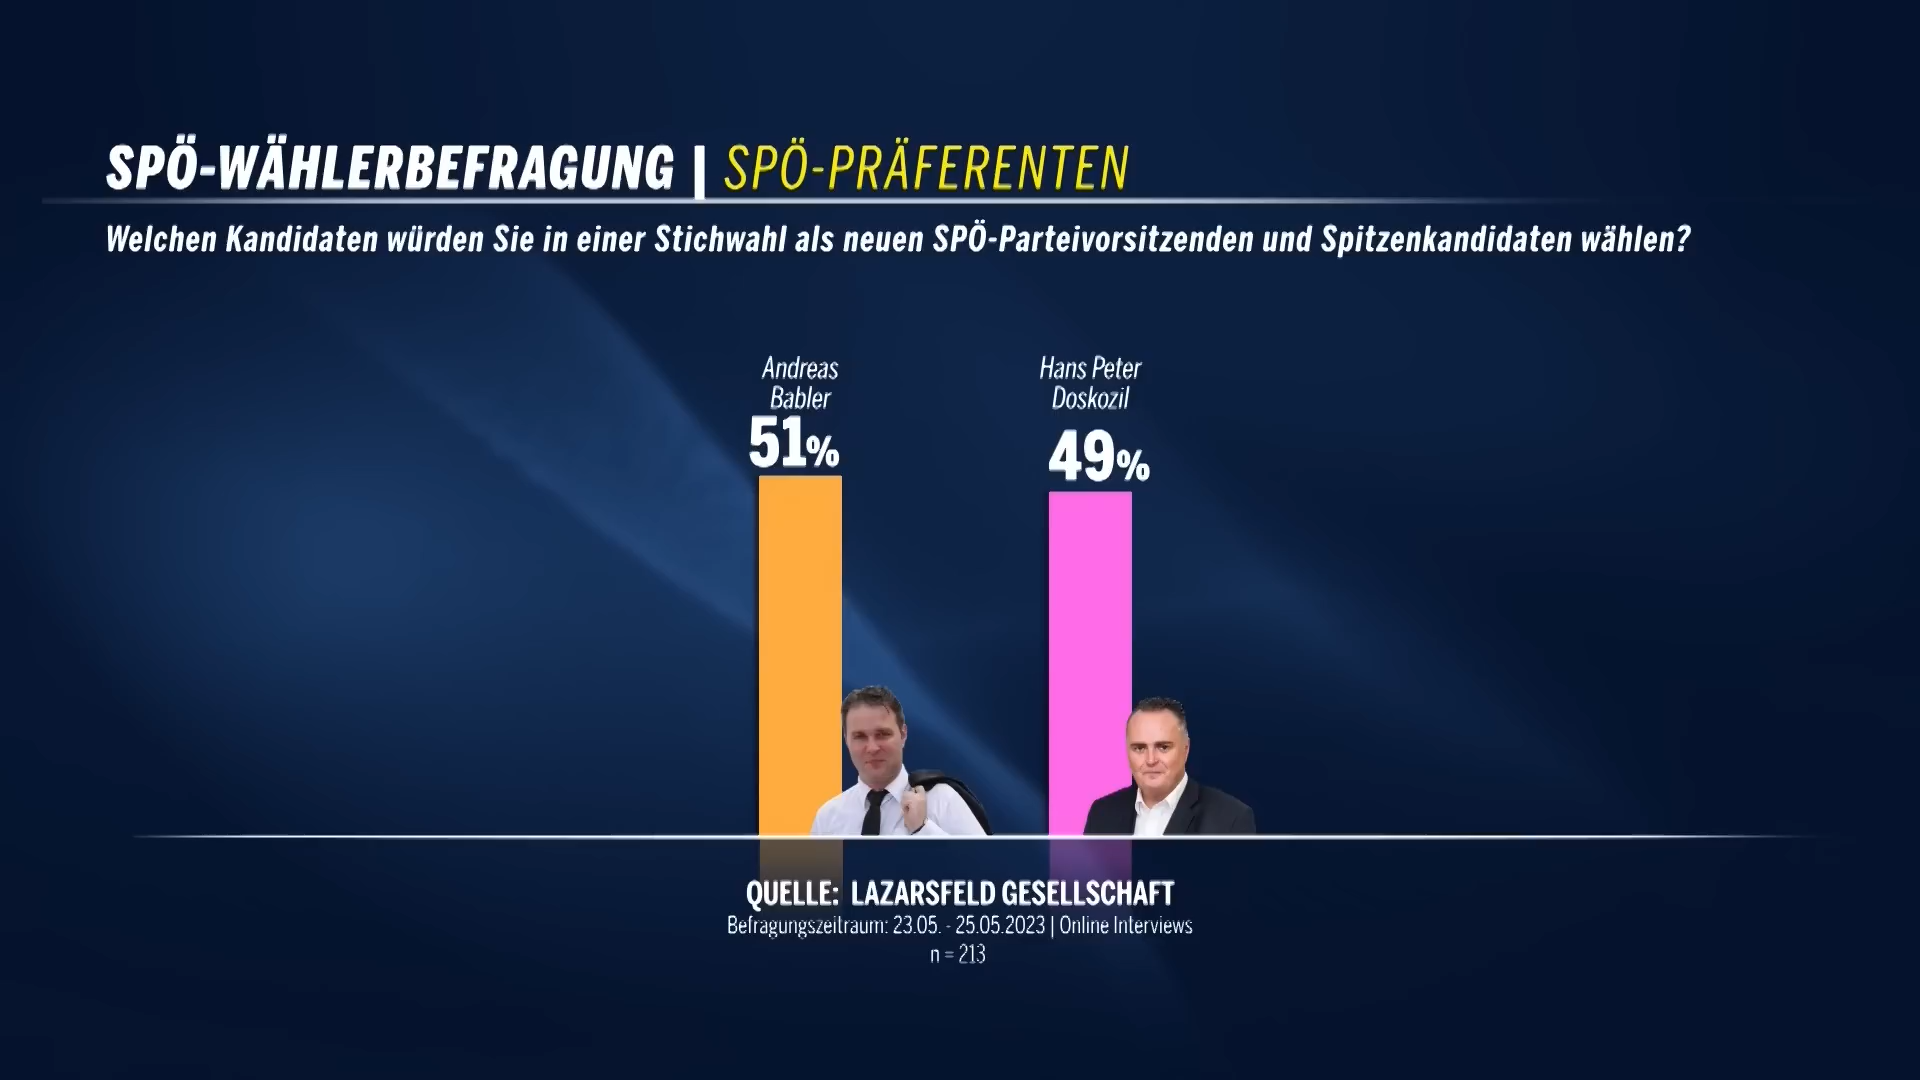 SPÖ-WÄHLERBEFRAGUNG | SPÖ-PRÄFERENTEN
Welchen Kandidaten würden Sie in einer Stichwahl als neuen SPÖ-Parteivorsitzenden und Spitzenkandidaten wählen?
Andreas
Babler
51%
Hans Peter
Doskozil
49%
QUELLE: LAZARSFELD GESELLSCHAFT
Befragungszeitraum: 23.05. - 25.05.2023 | Online Interviews
n = 213